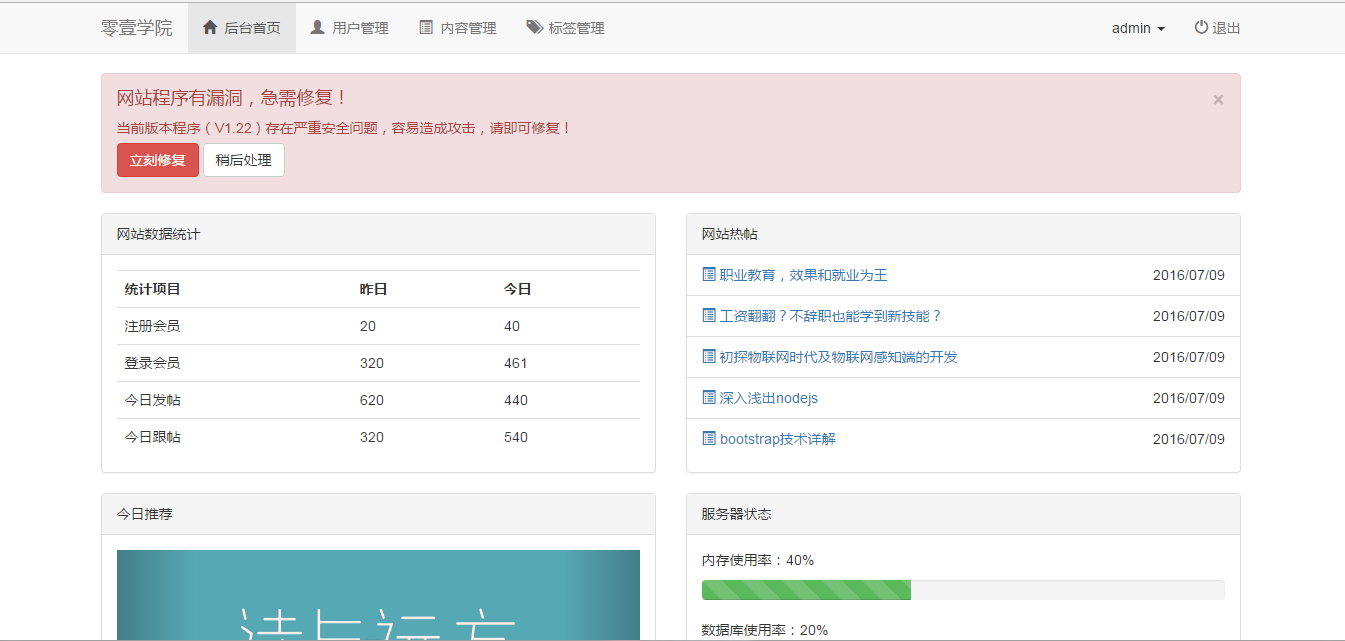 零壹学院 后台首页 用户管理 内容管理 标签管理 admin 退出
网站程序有漏洞，急需修复！ ×
当前版本程序（V1.22）存在严重安全问题，容易造成攻击，请即可修复！
立刻修复 稍后处理
网站数据统计
统计项目 昨日 今日
注册会员 20 40
登录会员 320 461
今日发帖 620 440
今日跟帖 320 540
网站热帖
职业教育，效果和就业为王 2016/07/09
工资翻翻？不辞职也能学到新技能？ 2016/07/09
初探物联网时代及物联网感知端的开发 2016/07/09
深入浅出nodejs 2016/07/09
bootstrap技术详解 2016/07/09
今日推荐
服务器状态
内存使用率：40%
数据库使用率：20%